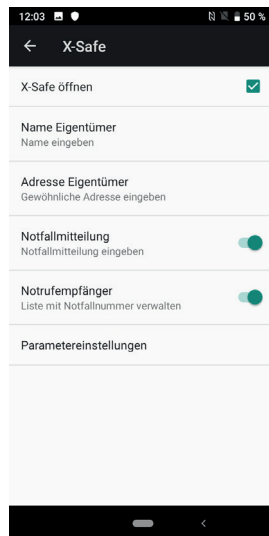 12:03 50 %
X-Safe
X-Safe öffnen
Name Eigentümer
Name eingeben
Adresse Eigentümer
Gewöhnliche Adresse eingeben
Notfallmitteilung
Notfallmitteilung eingeben
Notrufempfänger
Liste mit Notfallnummer verwalten
Parametereinstellungen